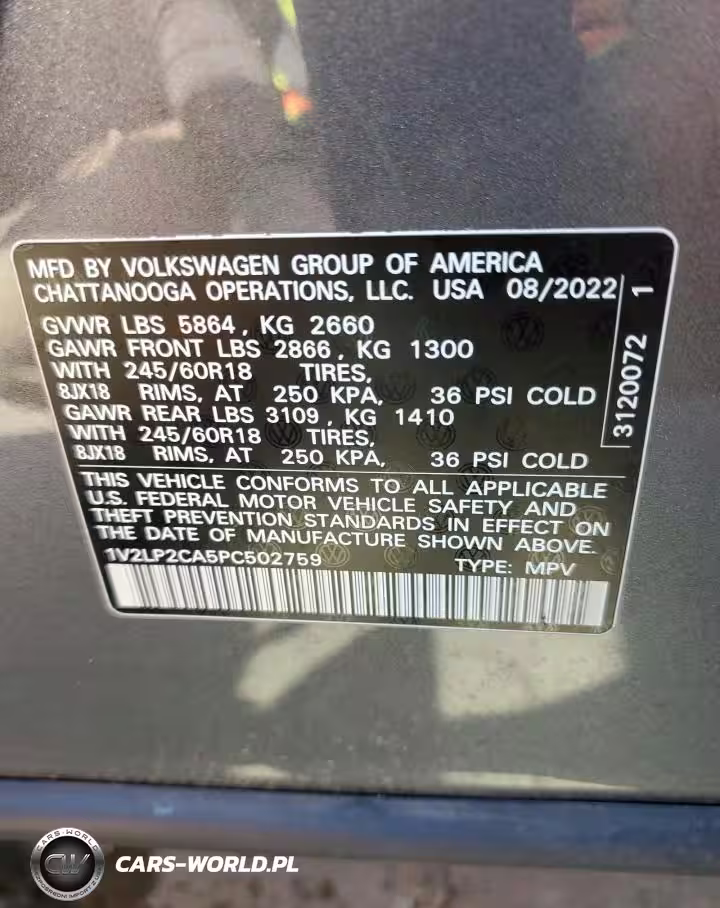 MFD BY VOLKSWAGEN GROUP OF AMERICA
CHATTANOOGA OPERATIONS, LLC. USA 08/2022
GVWR LBS 5864, KG 2660
GAWR FRONT LBS 2866, KG 1300
WITH 245/60R18 TIRES,
8JX18 RIMS, AT 250 KPA, 36 PSI COLD
GAWR REAR LBS 3109, KG 1410
WITH 245/60R18 TIRES,
8JX18 RIMS, AT 250 KPA, 36 PSI COLD
3120072 1
THIS VEHICLE CONFORMS TO ALL APPLICABLE
U.S. FEDERAL MOTOR VEHICLE SAFETY AND
THEFT PREVENTION STANDARDS IN EFFECT ON
THE DATE OF MANUFACTURE SHOWN ABOVE.
1V2LP2CA5PC502759 TYPE: MPV
CARS-WORLD
CW
CARS-WORLD.PL